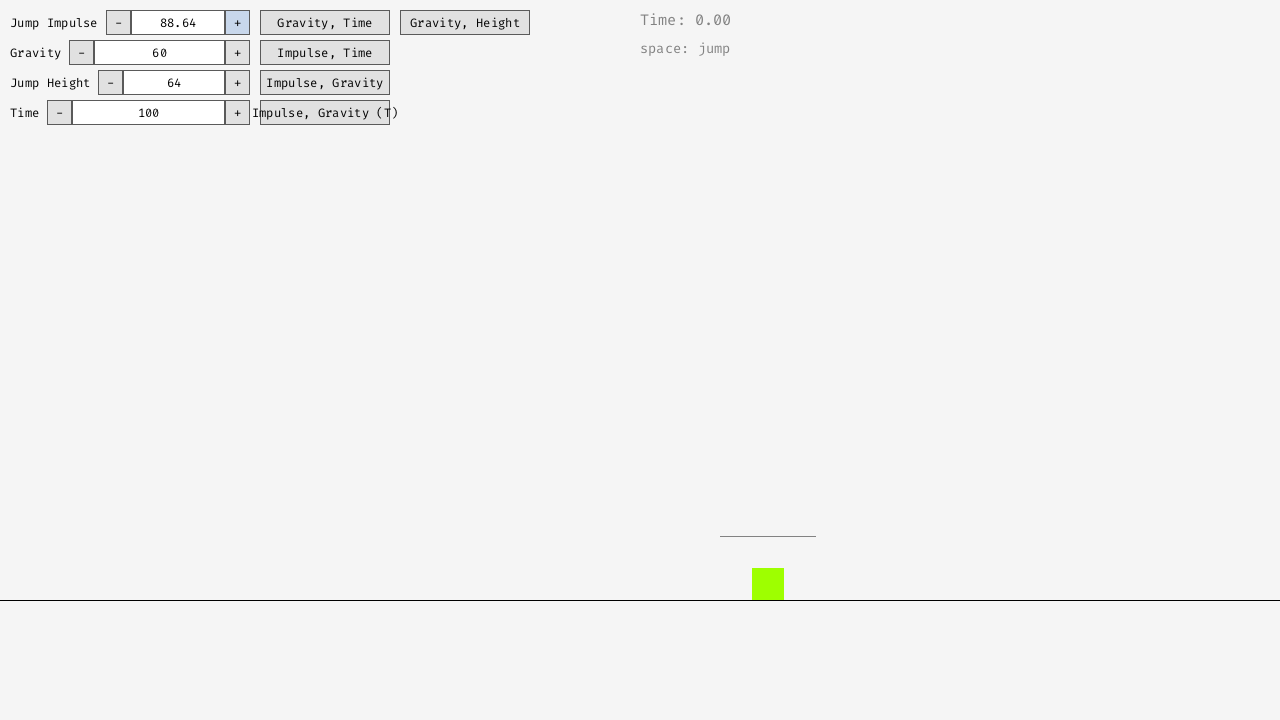 Jump Impulse - 88.64 + Gravity, Time Gravity, Height
Gravity - 60 + Impulse, Time
Jump Height - 64 + Impulse, Gravity
Time - 100 + Impulse, Gravity (T)
Time: 0.00
space: jump